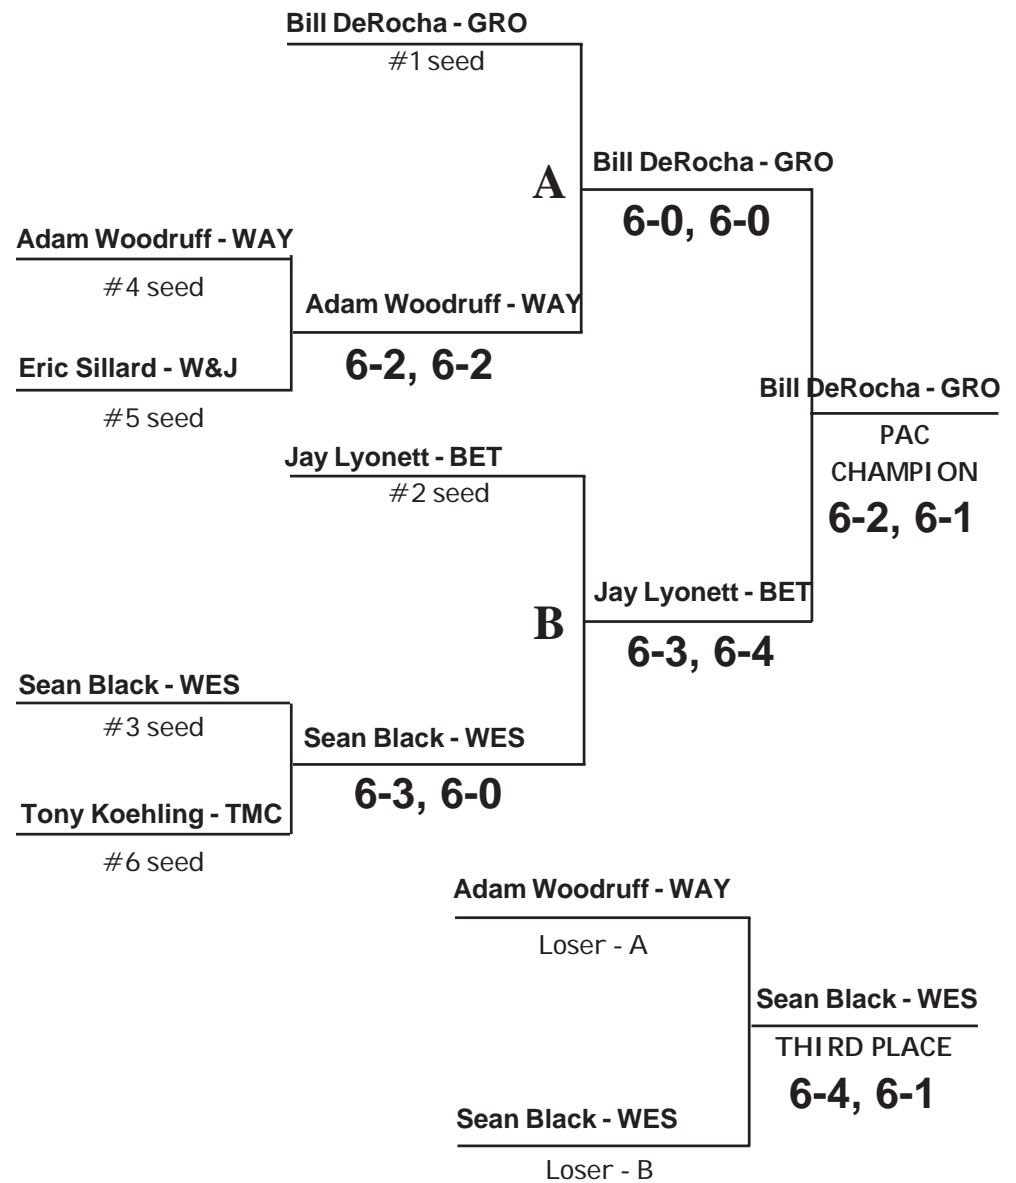 Bill DeRocha - GRO
#1 seed
A
Bill DeRocha - GRO
6-0, 6-0
Adam Woodruff - WAY
#4 seed
Adam Woodruff - WAY
6-2, 6-2
Eric Sillard - W&J
#5 seed
Bill DeRocha - GRO
PAC
CHAMPION
6-2, 6-1
Jay Lyonett - BET
#2 seed
B
Jay Lyonett - BET
6-3, 6-4
Sean Black - WES
#3 seed
Sean Black - WES
6-3, 6-0
Tony Koehling - TMC
#6 seed
Adam Woodruff - WAY
Loser - A
Sean Black - WES
THIRD PLACE
6-4, 6-1
Sean Black - WES
Loser - B